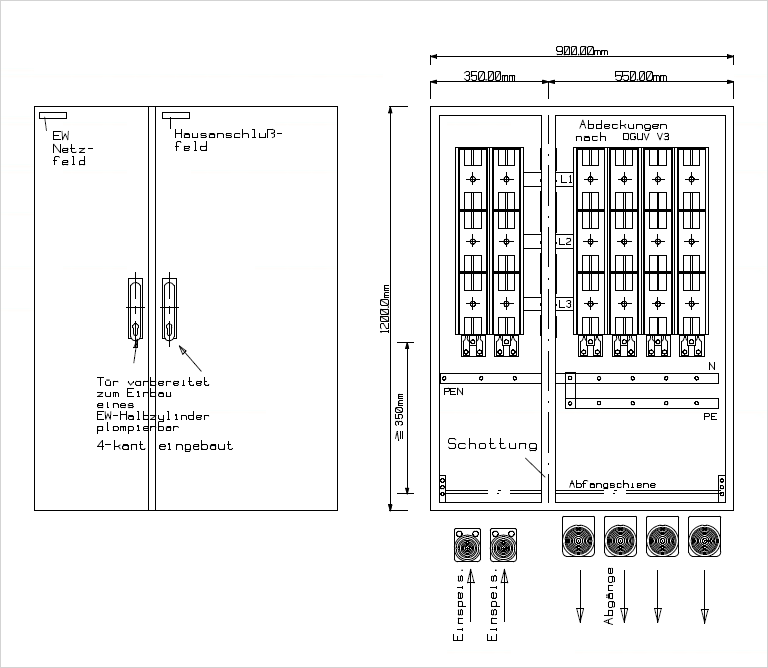 900.00mm
350.00mm
550.00mm
EW
Netz-
feld
Hausanschluß-
feld
Abdeckungen
nach DGUV V3
L1
L2
L3
1200.0mm
≥ 350mm
Tür vorbereitet
zum Einbau
eines
EW-Halbzylinder
plombierbar
4-kant eingebaut
N
PEN
PE
Schottung
Abfangschiene
Einspeis.
Einspeis.
Abgänge